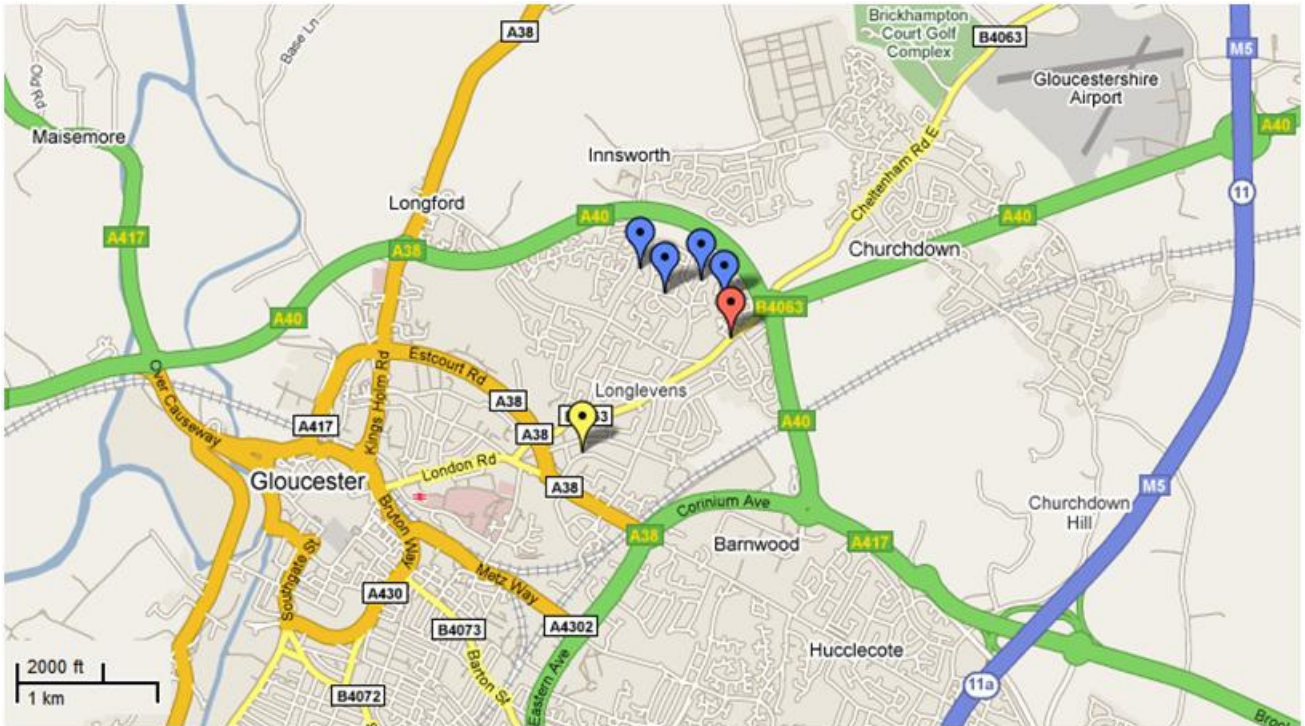 A38
Brickhampton
Court Golf
Complex
B4063
M5
Old Rd
Base Ln
Gloucestershire
Airport
A40
Maisemore
Innsworth
Cheltenham Rd E
11
Longford
A40
A40
A417
A38
Churchdown
A40
B4063
Estcourt Rd
Over Causeway
Kings Holm Rd
Longlevens
A38
A417
A38
A40
London Rd
Gloucester
A38
M5
Bruton Way
Corinium Ave
Churchdown
Hill
A38
Barnwood
A417
Southgate St
Metz Way
A430
B4073
A4302
Barton St
Hucclecote
Eastern Ave
2000 ft
1 km
B4072
11a